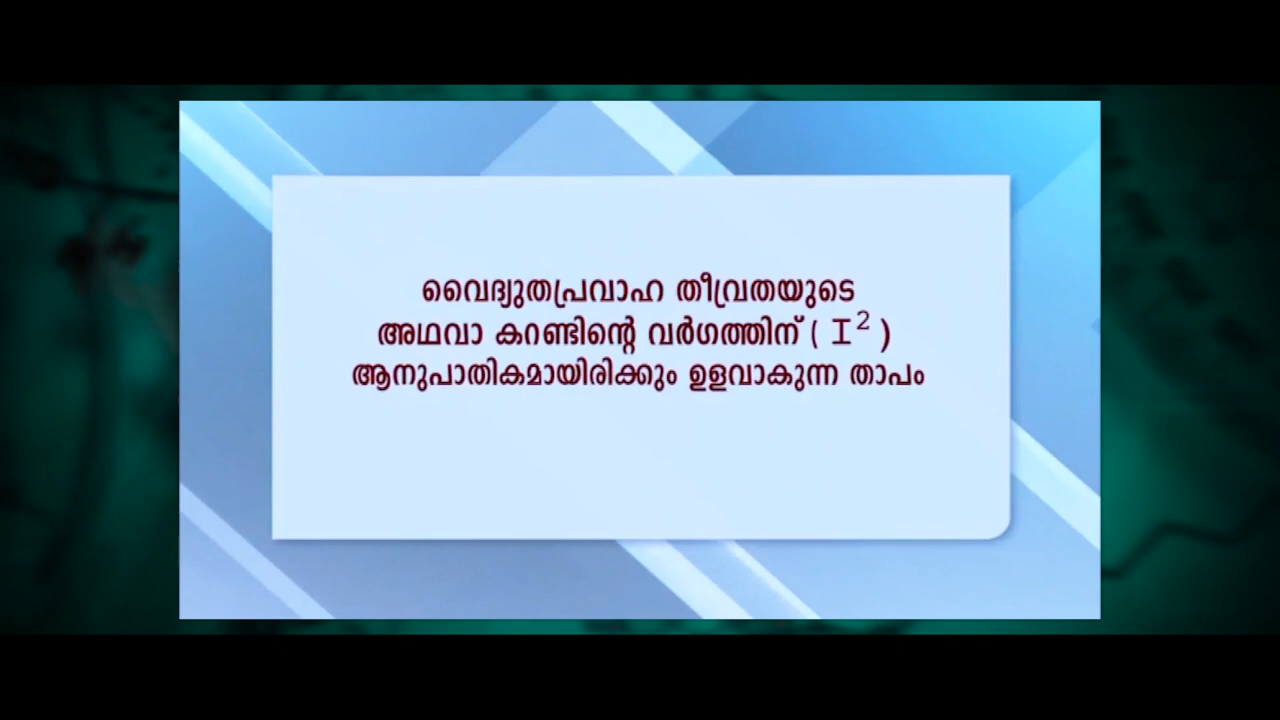 വൈദ്യുതപ്രവാഹ തീവ്രതയുടെ
അഥവാ കറണ്ടിന്റെ വർഗത്തിന് ( I² )
ആനുപാതികമായിരിക്കും ഉളവാകുന്ന താപം